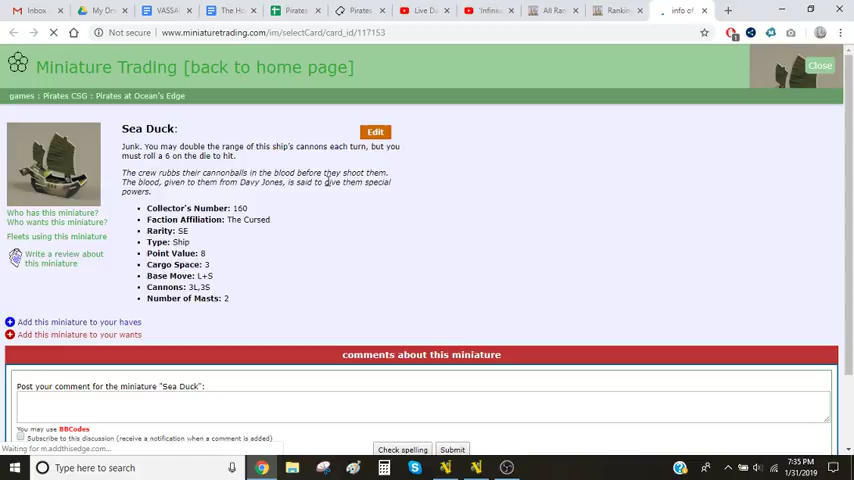 Inbox
My Dr
VASSA
The Ho
Pirates
Pirates
Live Da
'Infiniu
All Ran
Rankin
info of
Not secure www.miniaturetrading.com/im/selectCard/card_id/117153
Miniature Trading [back to home page]
Close
games : Pirates CSG : Pirates at Ocean's Edge
Sea Duck:
Edit
Junk. You may double the range of this ship's cannons each turn, but you
must roll a 6 on the die to hit.
The crew rubbs their cannonballs in the blood before they shoot them.
The blood, given to them from Davy Jones, is said to give them special
powers.
Who has this miniature?
Who wants this miniature?
Fleets using this miniature
Write a review about
this miniature
Collector's Number: 160
Faction Affiliation: The Cursed
Rarity: SE
Type: Ship
Point Value: 8
Cargo Space: 3
Base Move: L+S
Cannons: 3L,3S
Number of Masts: 2
Add this miniature to your haves
Add this miniature to your wants
comments about this miniature
Post your comment for the miniature "Sea Duck":
You may use BBCodes
Subscribe to this discussion (receive a notification when a comment is added)
Waiting for m.addthisedge.com...
Check spelling
Submit
Type here to search
7:35 PM
1/31/2019